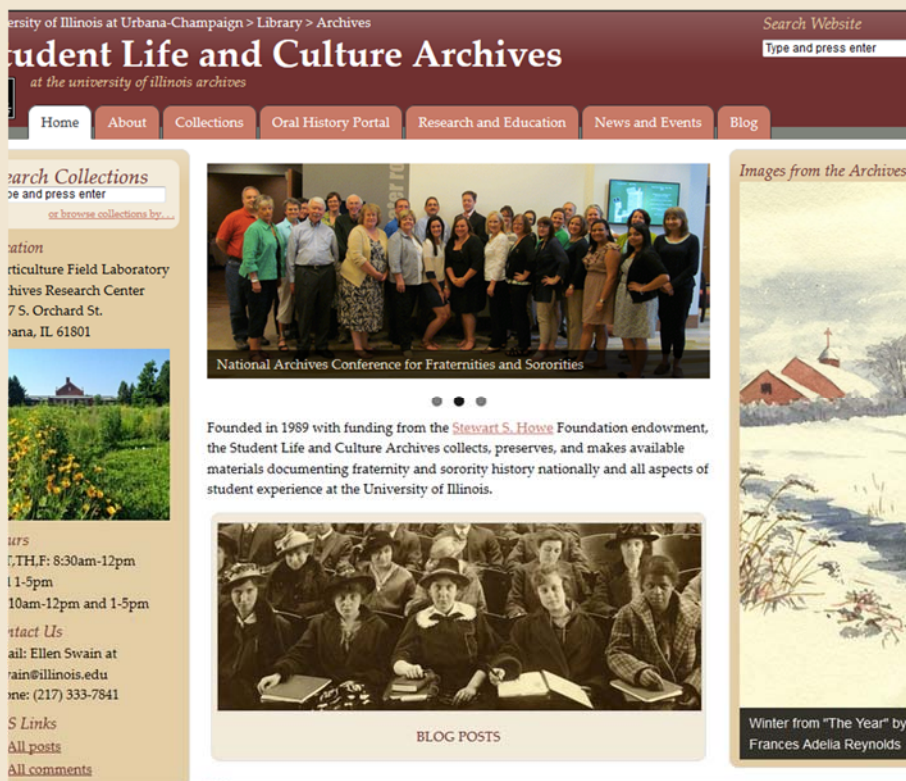 ersity of Illinois at Urbana-Champaign > Library > Archives
tudent Life and Culture Archives
at the university of illinois archives
Search Website
Type and press enter
Home About Collections Oral History Portal Research and Education News and Events Blog
earch Collections
pe and press enter
or browse collections by. . .
cation
rticulture Field Laboratory
chives Research Center
7 S. Orchard St.
bana, IL 61801
urs
T,TH,F: 8:30am-12pm
1-5pm
10am-12pm and 1-5pm
ntact Us
ail: Ellen Swain at
ain@illinois.edu
one: (217) 333-7841
S Links
All posts
All comments
National Archives Conference for Fraternities and Sororities
Founded in 1989 with funding from the Stewart S. Howe Foundation endowment,
the Student Life and Culture Archives collects, preserves, and makes available
materials documenting fraternity and sorority history nationally and all aspects of
student experience at the University of Illinois.
BLOG POSTS
Images from the Archives
Winter from "The Year" by
Frances Adelia Reynolds